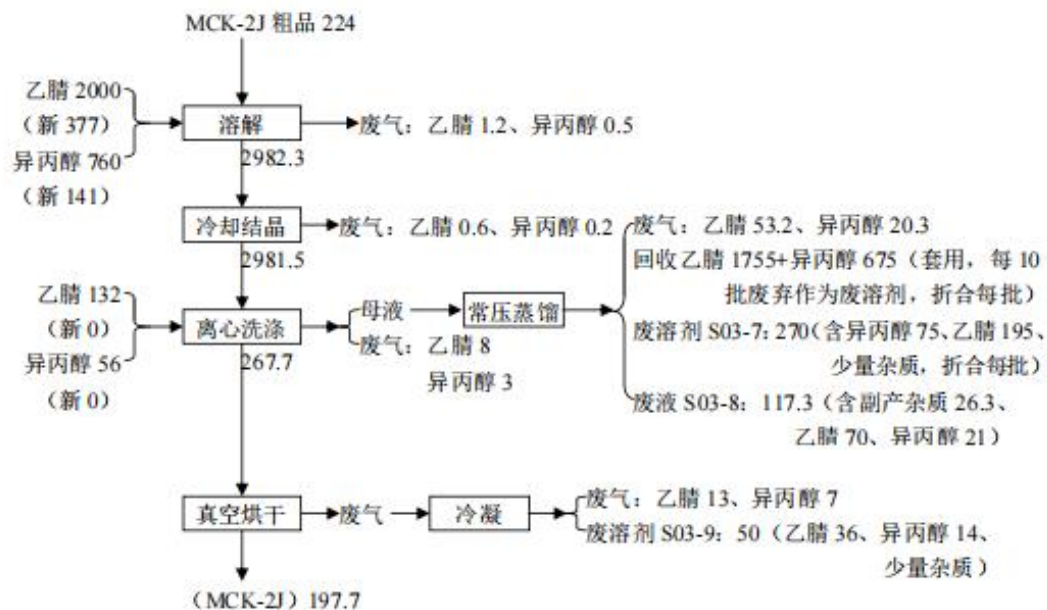 MCK-2J 粗品 224
乙腈 2000
（新 377）
异丙醇 760
（新 141）
溶解
废气：乙腈 1.2、异丙醇 0.5
2982.3
冷却结晶
废气：乙腈 0.6、异丙醇 0.2
2981.5
乙腈 132
（新 0）
异丙醇 56
（新 0）
离心洗涤
267.7
母液
废气：乙腈 8
异丙醇 3
常压蒸馏
废气：乙腈 53.2、异丙醇 20.3
回收乙腈 1755+异丙醇 675（套用，每 10
批废弃作为废溶剂，折合每批）
废溶剂 S03-7：270（含异丙醇 75、乙腈 195、
少量杂质，折合每批）
废液 S03-8：117.3（含副产杂质 26.3、
乙腈 70、异丙醇 21）
真空烘干
废气
冷凝
废气：乙腈 13、异丙醇 7
废溶剂 S03-9：50（乙腈 36、异丙醇 14、
少量杂质）
（MCK-2J）197.7